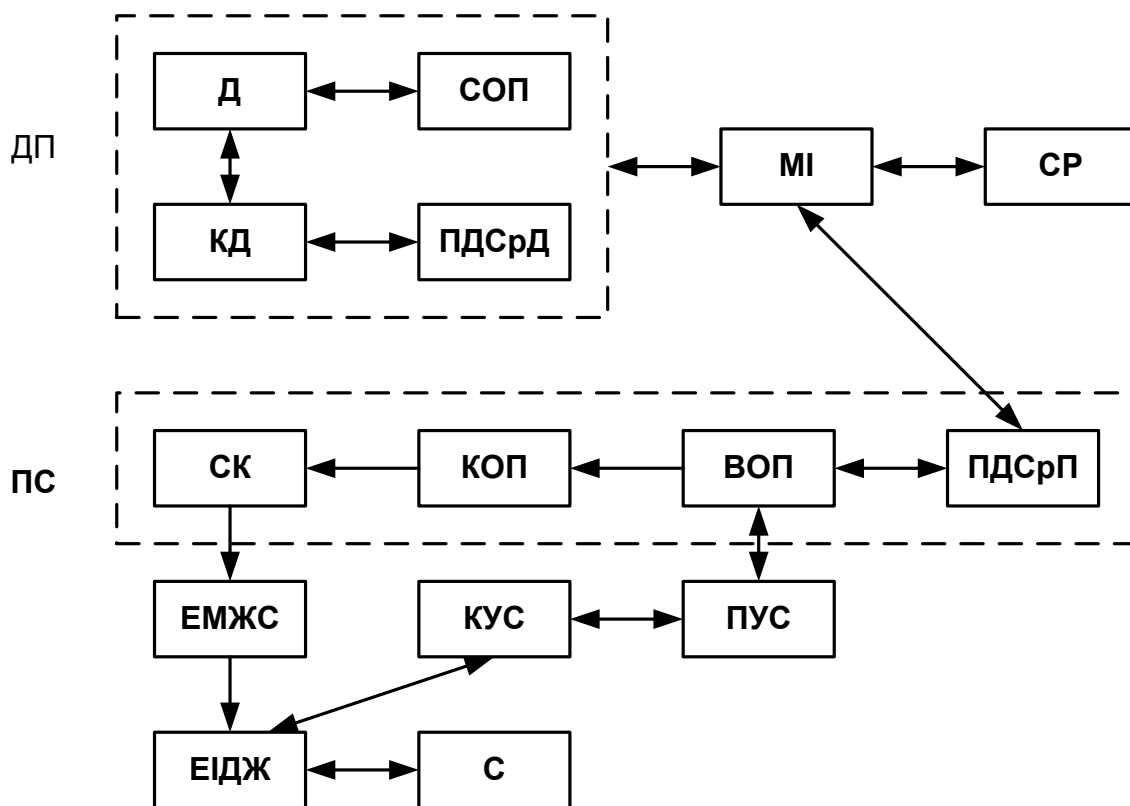 Д
СОП
ДП
МІ
СР
КД
ПДСрД
ПС
СК
КОП
ВОП
ПДСрП
ЕМЖС
КУС
ПУС
ЕІДЖ
С